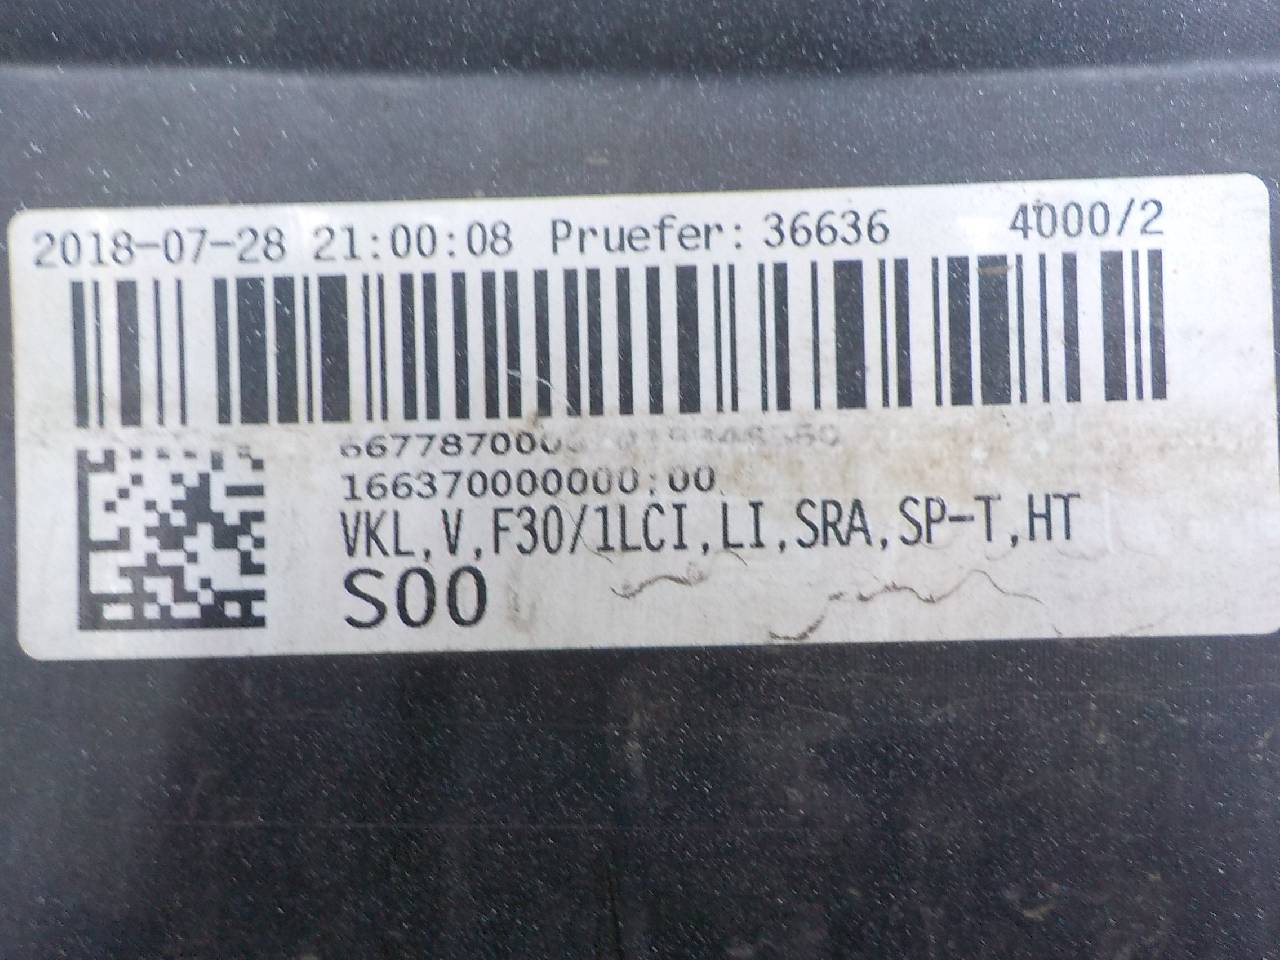 2018-07-28 21:00:08 Pruefer: 36636 4000/2
166370000000:00
VKL,V,F30/1LCI,LI,SRA,SP-T,HT
S00